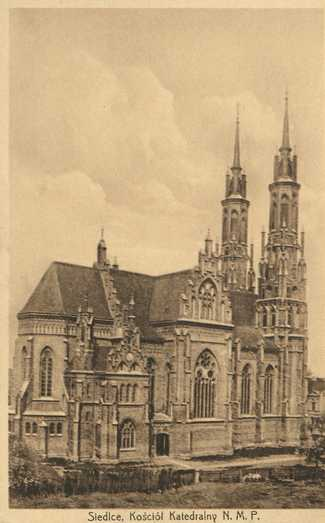 Siedlce, Kościół Katedralny N. M. P.